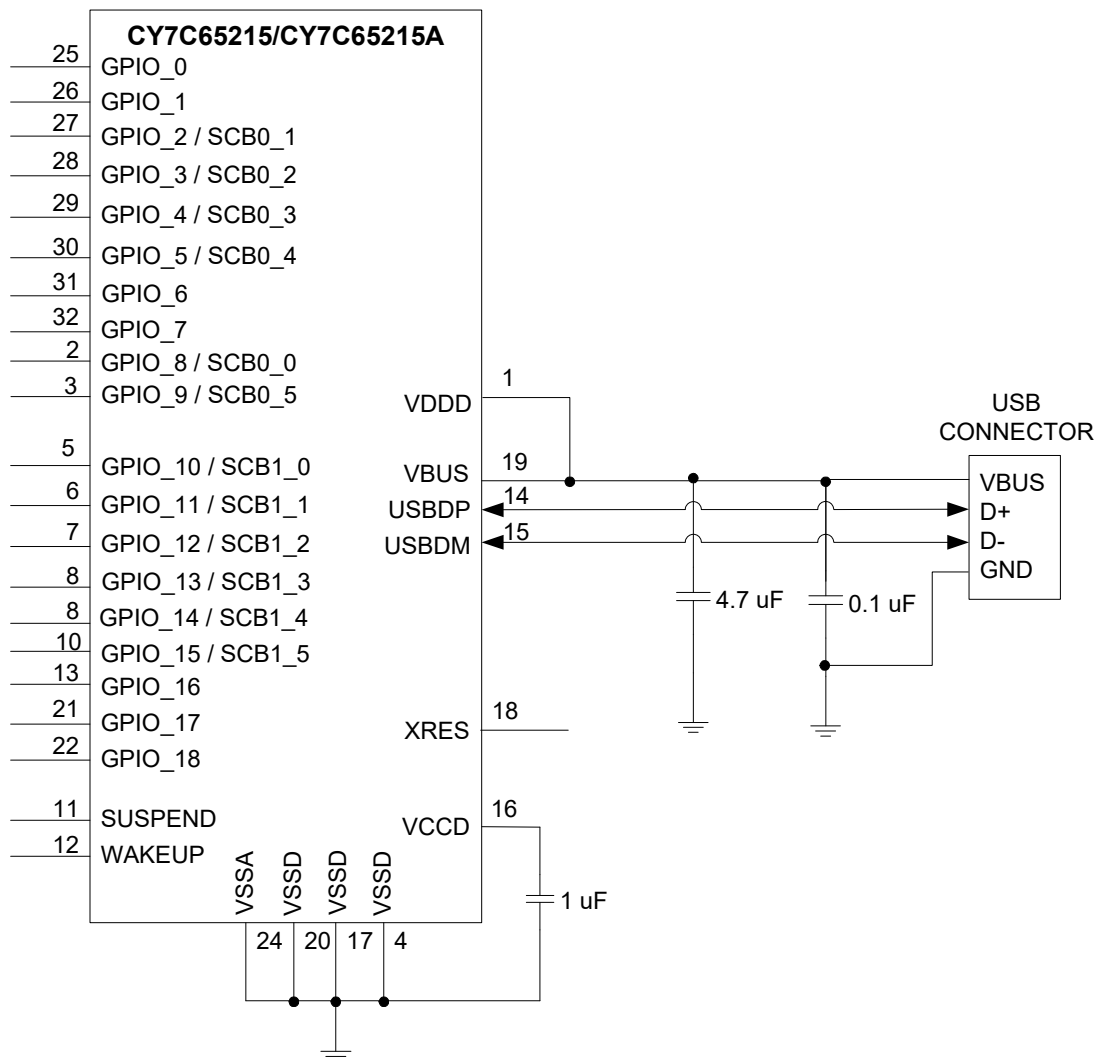 CY7C65215/CY7C65215A
25 GPIO_0
26 GPIO_1
27 GPIO_2 / SCB0_1
28 GPIO_3 / SCB0_2
29 GPIO_4 / SCB0_3
30 GPIO_5 / SCB0_4
31 GPIO_6
32 GPIO_7
2 GPIO_8 / SCB0_0
3 GPIO_9 / SCB0_5
5 GPIO_10 / SCB1_0
6 GPIO_11 / SCB1_1
7 GPIO_12 / SCB1_2
8 GPIO_13 / SCB1_3
8 GPIO_14 / SCB1_4
10 GPIO_15 / SCB1_5
13 GPIO_16
21 GPIO_17
22 GPIO_18
11 SUSPEND
12 WAKEUP
VDDD 1
VBUS 19
USBDP 14
USBDM 15
XRES 18
VCCD 16
VSSA
VSSD
VSSD
VSSD
24 20 17 4
1 uF
4.7 uF
0.1 uF
USB
CONNECTOR
VBUS
D+
D-
GND